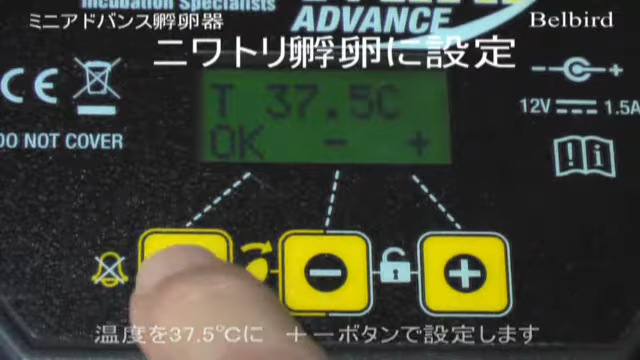 Incubation Specialists
ADVANCE
ミニアドバンス孵卵器
Belbird
ニワトリ孵卵に設定
CE
T 37.5C
OK - +
DO NOT COVER
12V 1.5A
- +
温度を37.5℃に +ーボタンで設定します